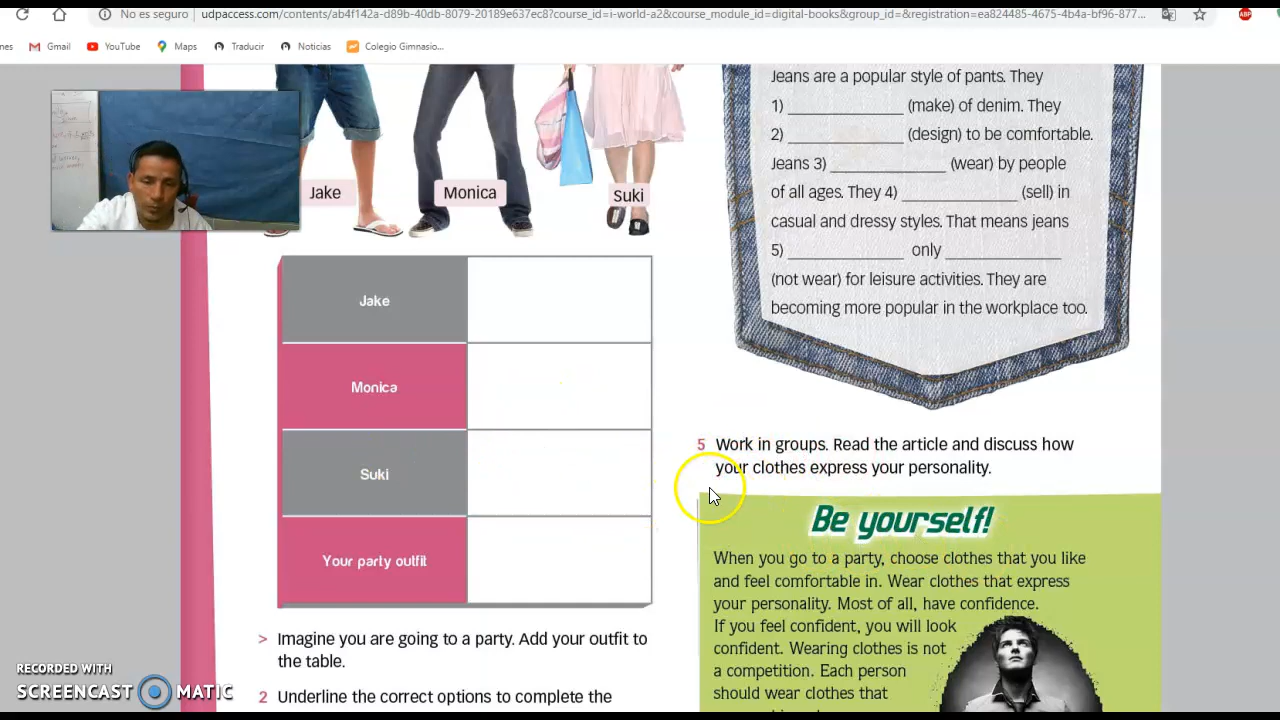 No es seguro
udpaccess.com/contents/ab4f142a-d89b-40db-8079-20189e637ec8?course_id=i-world-a2&course_module_id=digital-books&group_id=&registration=ea824485-4675-4b4a-bf96-877...
nes
Gmail
YouTube
Maps
Traducir
Noticias
Colegio Gimnasio...
Jake
Monica
Suki
Jake
Monica
Suki
Your party outfit
> Imagine you are going to a party. Add your outfit to
the table.
2 Underline the correct options to complete the
Jeans are a popular style of pants. They
1) ____________ (make) of denim. They
2) ____________ (design) to be comfortable.
Jeans 3) ____________ (wear) by people
of all ages. They 4) ____________ (sell) in
casual and dressy styles. That means jeans
5) ____________ only ____________
(not wear) for leisure activities. They are
becoming more popular in the workplace too.
5 Work in groups. Read the article and discuss how
your clothes express your personality.
Be yourself!
When you go to a party, choose clothes that you like
and feel comfortable in. Wear clothes that express
your personality. Most of all, have confidence.
If you feel confident, you will look
confident. Wearing clothes is not
a competition. Each person
should wear clothes that
RECORDED WITH
SCREENCAST MATIC